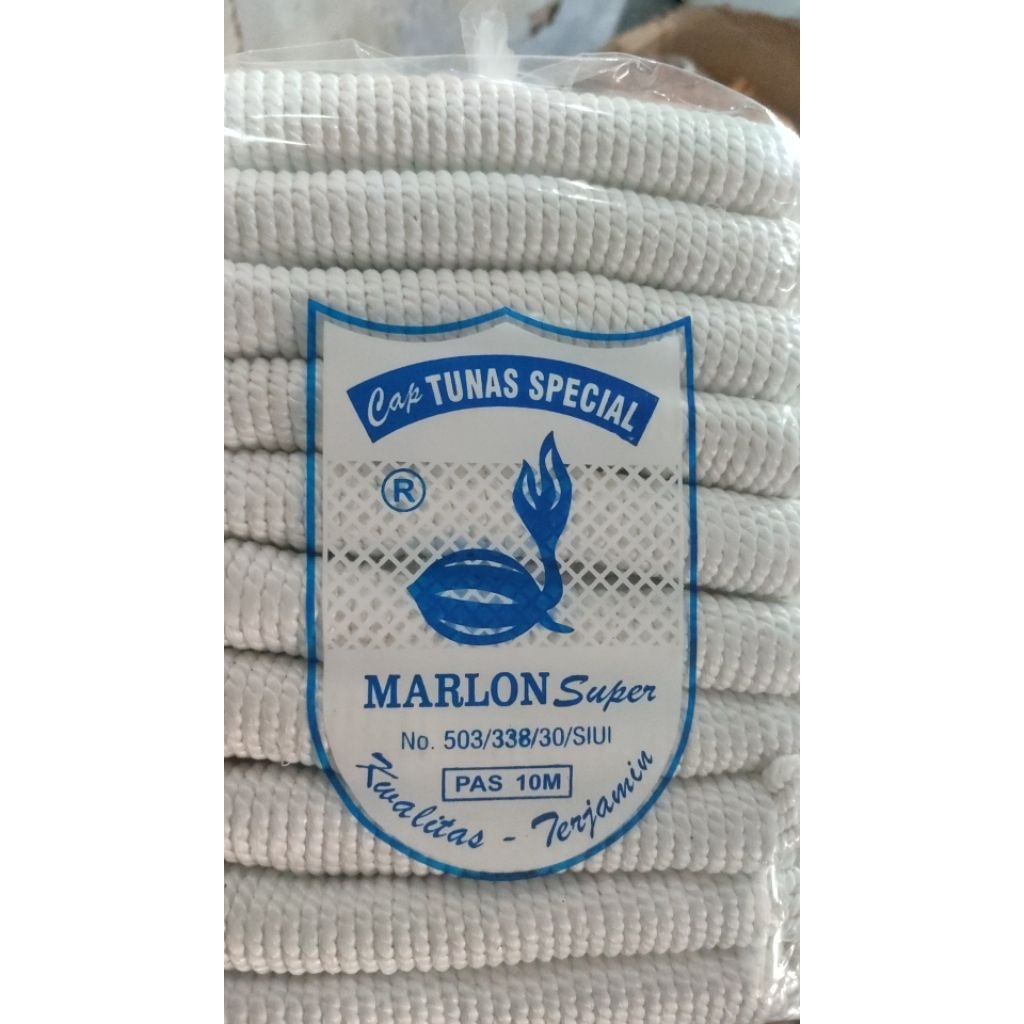 Cap TUNAS SPECIAL
®
MARLON Super
No. 503/338/30/SIUI
PAS 10M
Kwalitas - Terjamin